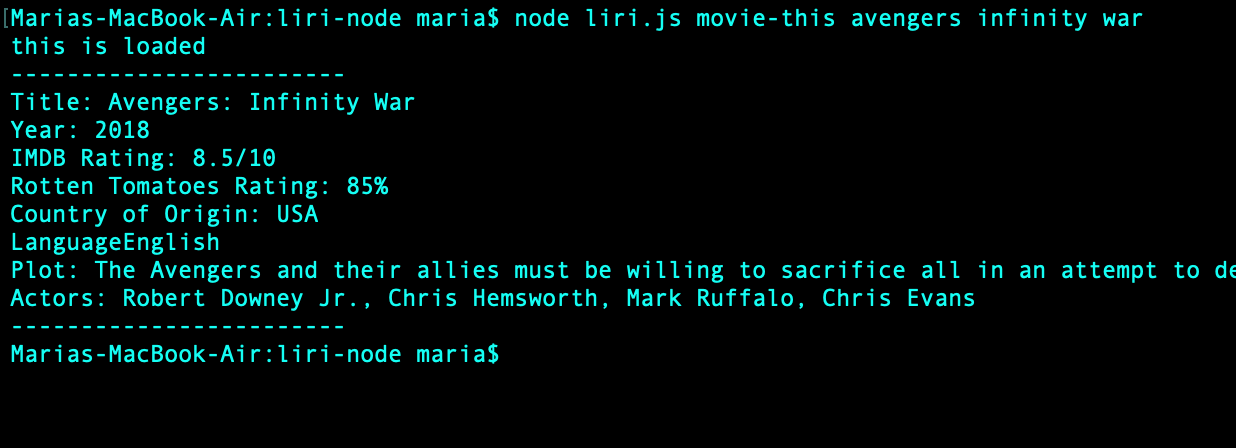 [Marias-MacBook-Air:liri-node maria$ node liri.js movie-this avengers infinity war
this is loaded
------------------------
Title: Avengers: Infinity War
Year: 2018
IMDB Rating: 8.5/10
Rotten Tomatoes Rating: 85%
Country of Origin: USA
LanguageEnglish
Plot: The Avengers and their allies must be willing to sacrifice all in an attempt to
Actors: Robert Downey Jr., Chris Hemsworth, Mark Ruffalo, Chris Evans
------------------------
Marias-MacBook-Air:liri-node maria$